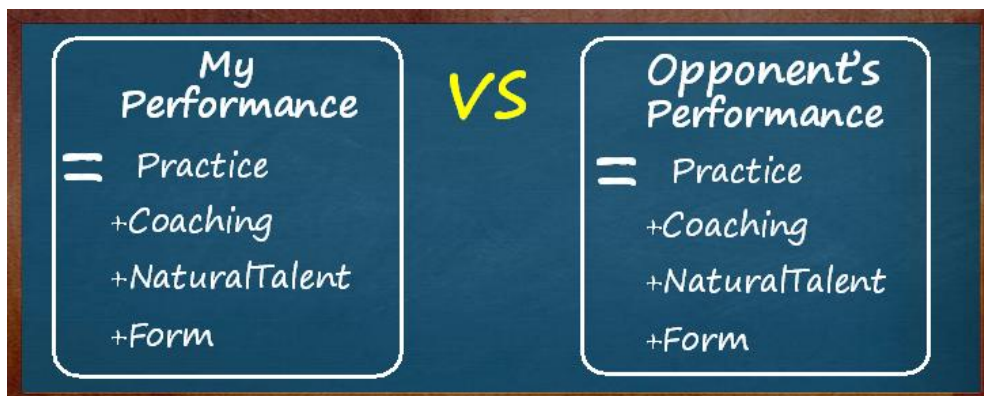 My
Performance
= Practice
+Coaching
+NaturalTalent
+Form
VS
Opponent's
Performance
= Practice
+Coaching
+NaturalTalent
+Form